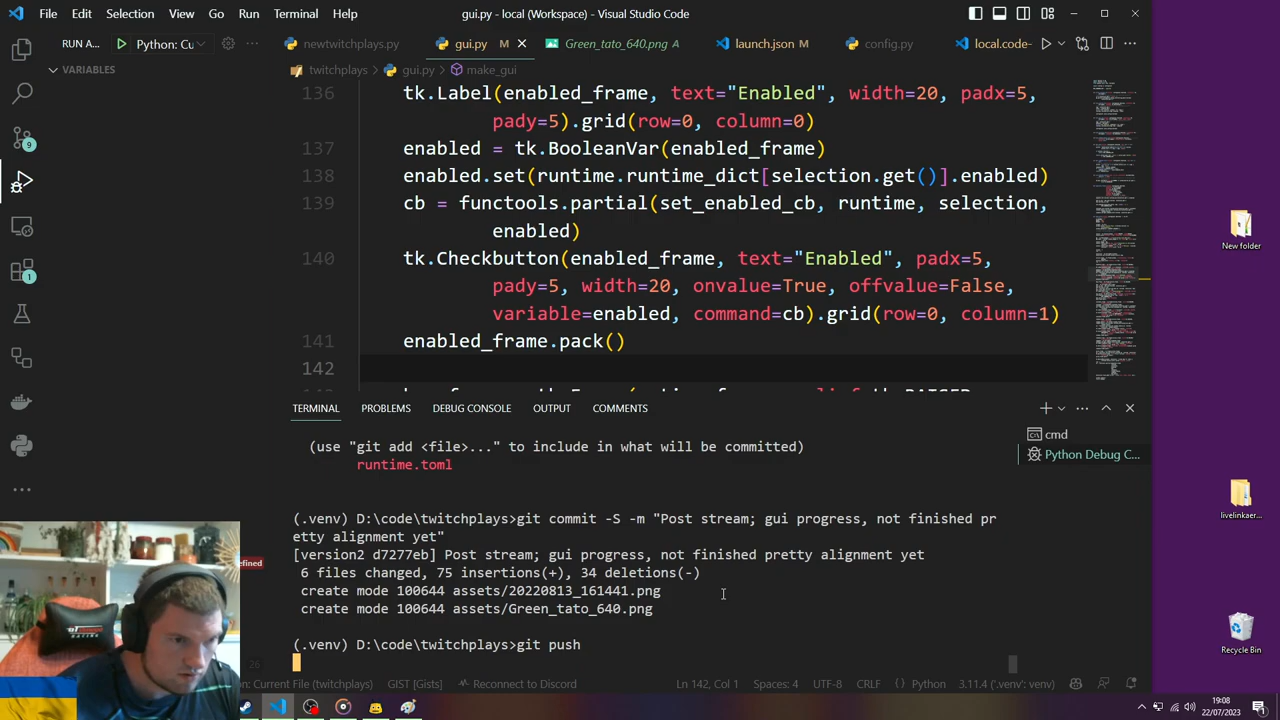 File Edit Selection View Go Run Terminal Help
gui.py - local (Workspace) - Visual Studio Code
RUN A...
Python: Cu
newtwitchplays.py
gui.py M
Green_tato_640.png A
launch.json M
config.py
local.code-
VARIABLES
twitchplays > gui.py > make_gui
136 tk.Label(enabled_frame, text="Enabled", width=20, padx=5,
pady=5).grid(row=0, column=0)
enabled = tk.BooleanVar(enabled_frame)
enabled.set(runtime.runtime_dict[selection.get()].enabled)
139 = functools.partial(set_enabled_cb, runtime, selection,
enabled)
140 tk.Checkbutton(enabled_frame, text="Enabled", padx=5,
pady=5, width=20, onvalue=True, offvalue=False,
variable=enabled, command=cb).grid(row=0, column=1)
141 enabled_frame.pack()
142
TERMINAL PROBLEMS DEBUG CONSOLE OUTPUT COMMENTS
cmd
Python Debug C...
(use "git add <file>..." to include in what will be committed)
runtime.toml
(.venv) D:\code\twitchplays>git commit -S -m "Post stream; gui progress, not finished pr
etty alignment yet"
[version2 d7277eb] Post stream; gui progress, not finished pretty alignment yet
6 files changed, 75 insertions(+), 34 deletions(-)
create mode 100644 assets/20220813_161441.png
create mode 100644 assets/Green_tato_640.png
(.venv) D:\code\twitchplays>git push
9
1
New folder
livelinkaer...
Recycle Bin
efined
26
on: Current File (twitchplays) GIST [Gists] Reconnect to Discord
Ln 142, Col 1 Spaces: 4 UTF-8 CRLF Python 3.11.4 ('.venv': venv)
19:08
22/07/2023
1